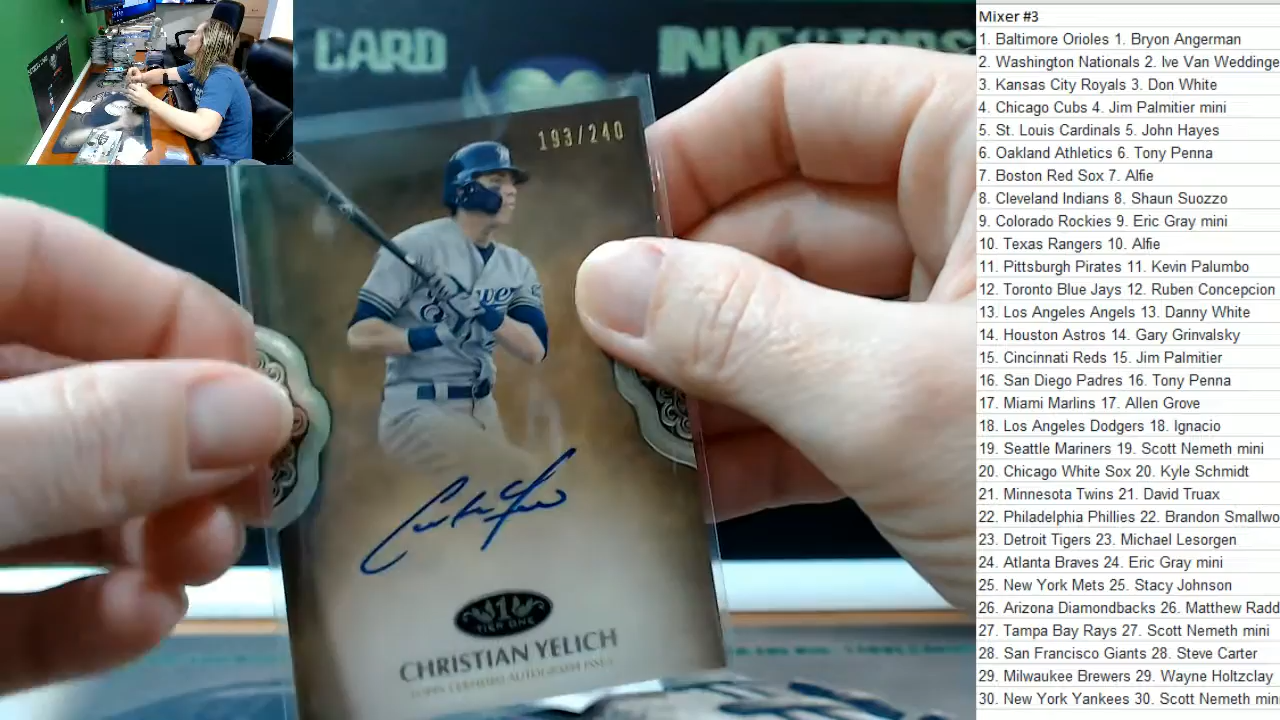 CARD INVESTORS
193/240
1
TIER ONE
CHRISTIAN YELICH
TOPPS CERTIFIED AUTOGRAPH ISSUE
Mixer #3
1. Baltimore Orioles 1. Bryon Angerman
2. Washington Nationals 2. Ive Van Weddinge
3. Kansas City Royals 3. Don White
4. Chicago Cubs 4. Jim Palmitier mini
5. St. Louis Cardinals 5. John Hayes
6. Oakland Athletics 6. Tony Penna
7. Boston Red Sox 7. Alfie
8. Cleveland Indians 8. Shaun Suozzo
9. Colorado Rockies 9. Eric Gray mini
10. Texas Rangers 10. Alfie
11. Pittsburgh Pirates 11. Kevin Palumbo
12. Toronto Blue Jays 12. Ruben Concepcion
13. Los Angeles Angels 13. Danny White
14. Houston Astros 14. Gary Grinvalsky
15. Cincinnati Reds 15. Jim Palmitier
16. San Diego Padres 16. Tony Penna
17. Miami Marlins 17. Allen Grove
18. Los Angeles Dodgers 18. Ignacio
19. Seattle Mariners 19. Scott Nemeth mini
20. Chicago White Sox 20. Kyle Schmidt
21. Minnesota Twins 21. David Truax
22. Philadelphia Phillies 22. Brandon Smallwo
23. Detroit Tigers 23. Michael Lesorgen
24. Atlanta Braves 24. Eric Gray mini
25. New York Mets 25. Stacy Johnson
26. Arizona Diamondbacks 26. Matthew Radd
27. Tampa Bay Rays 27. Scott Nemeth mini
28. San Francisco Giants 28. Steve Carter
29. Milwaukee Brewers 29. Wayne Holtzclay
30. New York Yankees 30. Scott Nemeth min